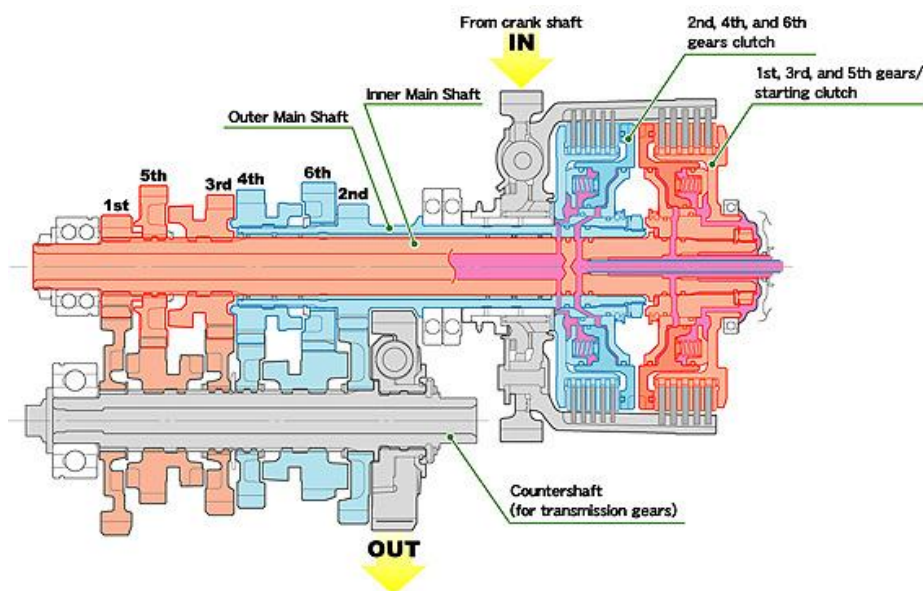 From crank shaft
IN
2nd, 4th, and 6th
gears clutch
1st, 3rd, and 5th gears/
starting clutch
Inner Main Shaft
Outer Main Shaft
1st
5th
3rd
4th
6th
2nd
Countershaft
(for transmission gears)
OUT